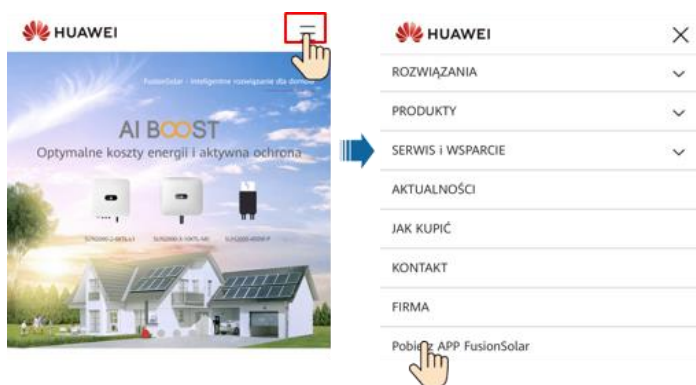 HUAWEI
FusionSolar - inteligentne rozwiązanie dla domów
AI BOOST
Optymalne koszty energii i aktywna ochrona
HUAWEI
ROZWIĄZANIA
PRODUKTY
SERWIS i WSPARCIE
AKTUALNOŚCI
JAK KUPIĆ
KONTAKT
FIRMA
Pobierz APP FusionSolar